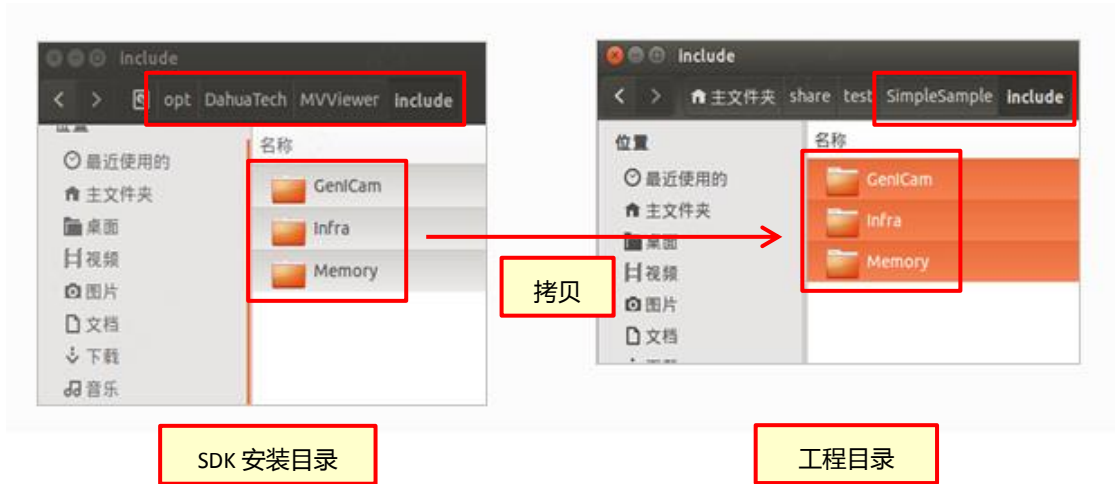 Include
opt DahuaTech MVViewer Include
位置
名称
最近使用的
主文件夹
桌面
视频
图片
文档
下载
音乐
GenICam
Infra
Memory
拷贝
Include
主文件夹 share test SimpleSample Include
位置
名称
最近使用的
主文件夹
桌面
视频
图片
文档
GenICam
Infra
Memory
SDK 安装目录
工程目录